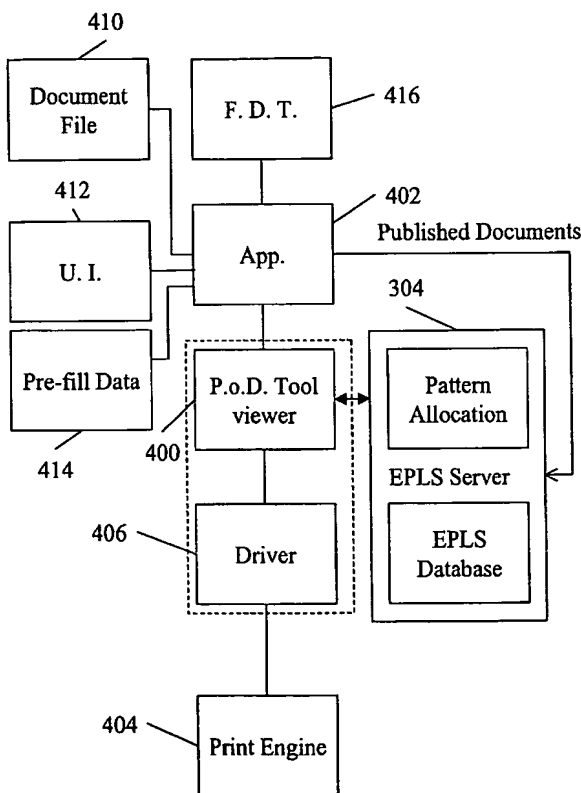 410
Document
File
F. D. T.
416
412
402
Published Documents
U. I.
App.
304
Pre-fill Data
414
P.o.D. Tool
viewer
400
Pattern
Allocation
EPLS Server
406
Driver
EPLS
Database
404
Print Engine